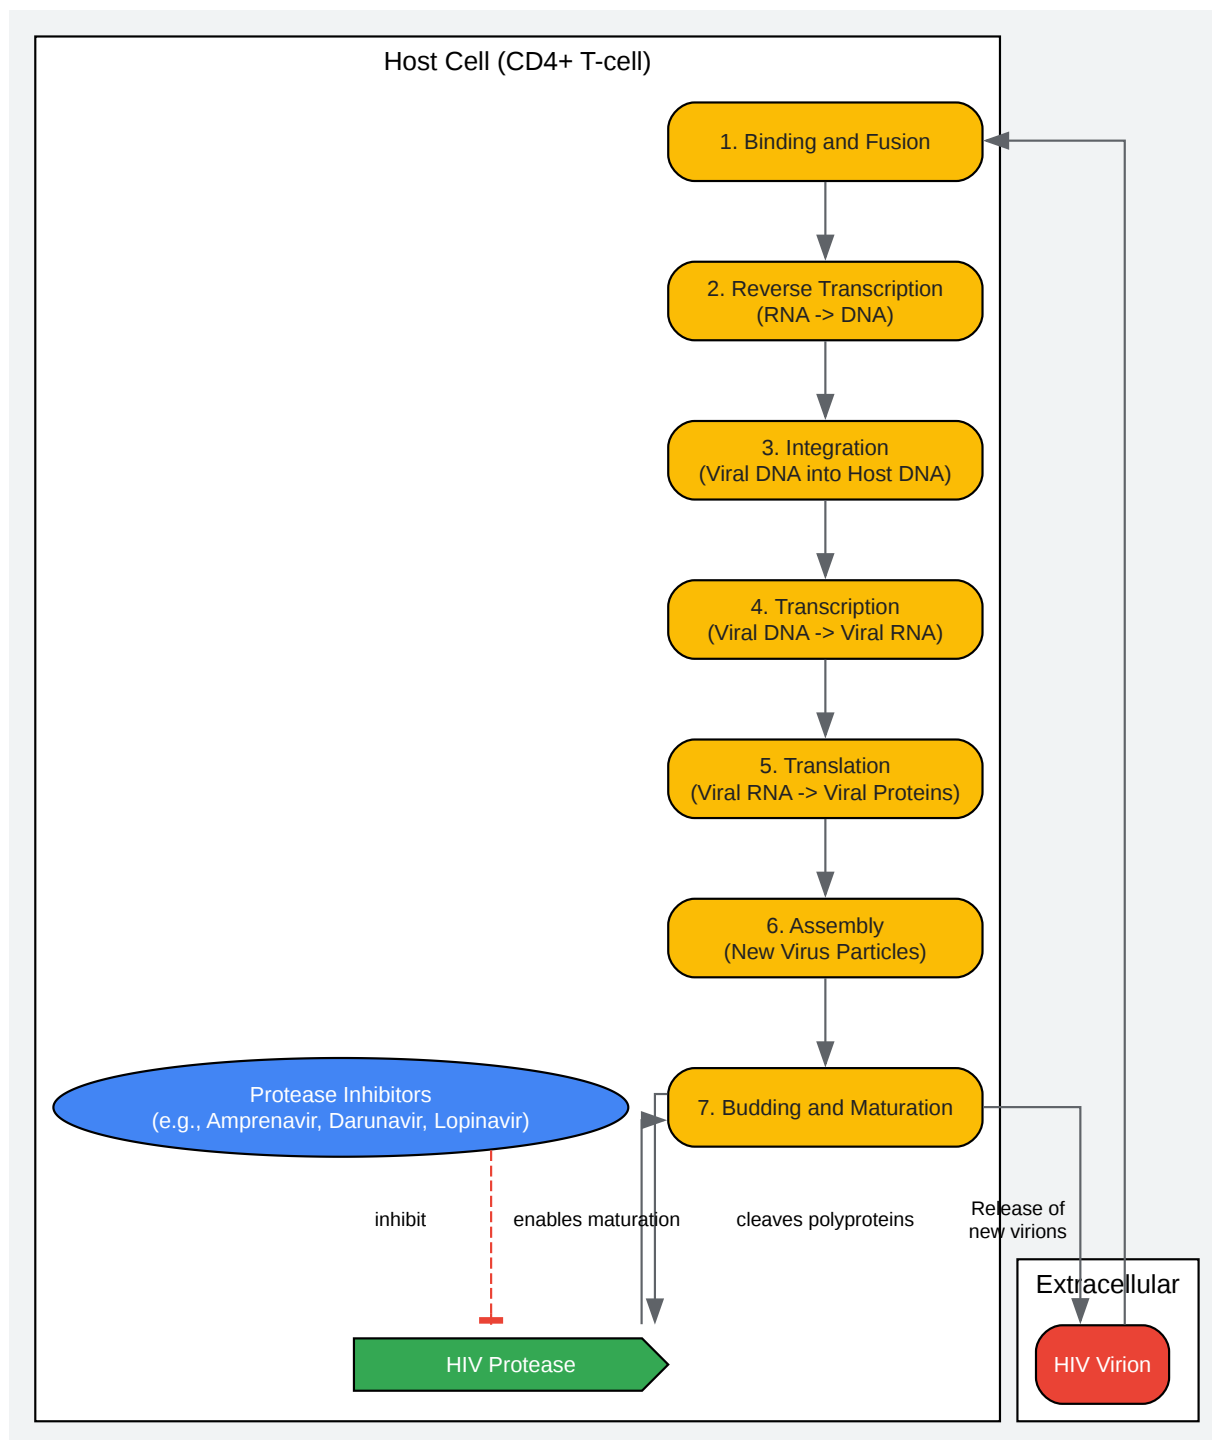 Host Cell (CD4+ T-cell)
1. Binding and Fusion
2. Reverse Transcription
(RNA -> DNA)
3. Integration
(Viral DNA into Host DNA)
4. Transcription
(Viral DNA -> Viral RNA)
5. Translation
(Viral RNA -> Viral Proteins)
6. Assembly
(New Virus Particles)
Protease Inhibitors
(e.g., Amprenavir, Darunavir, Lopinavir)
7. Budding and Maturation
inhibit
enables maturation
cleaves polyproteins
Release of
new virions
Extracellular
HIV Protease
HIV Virion